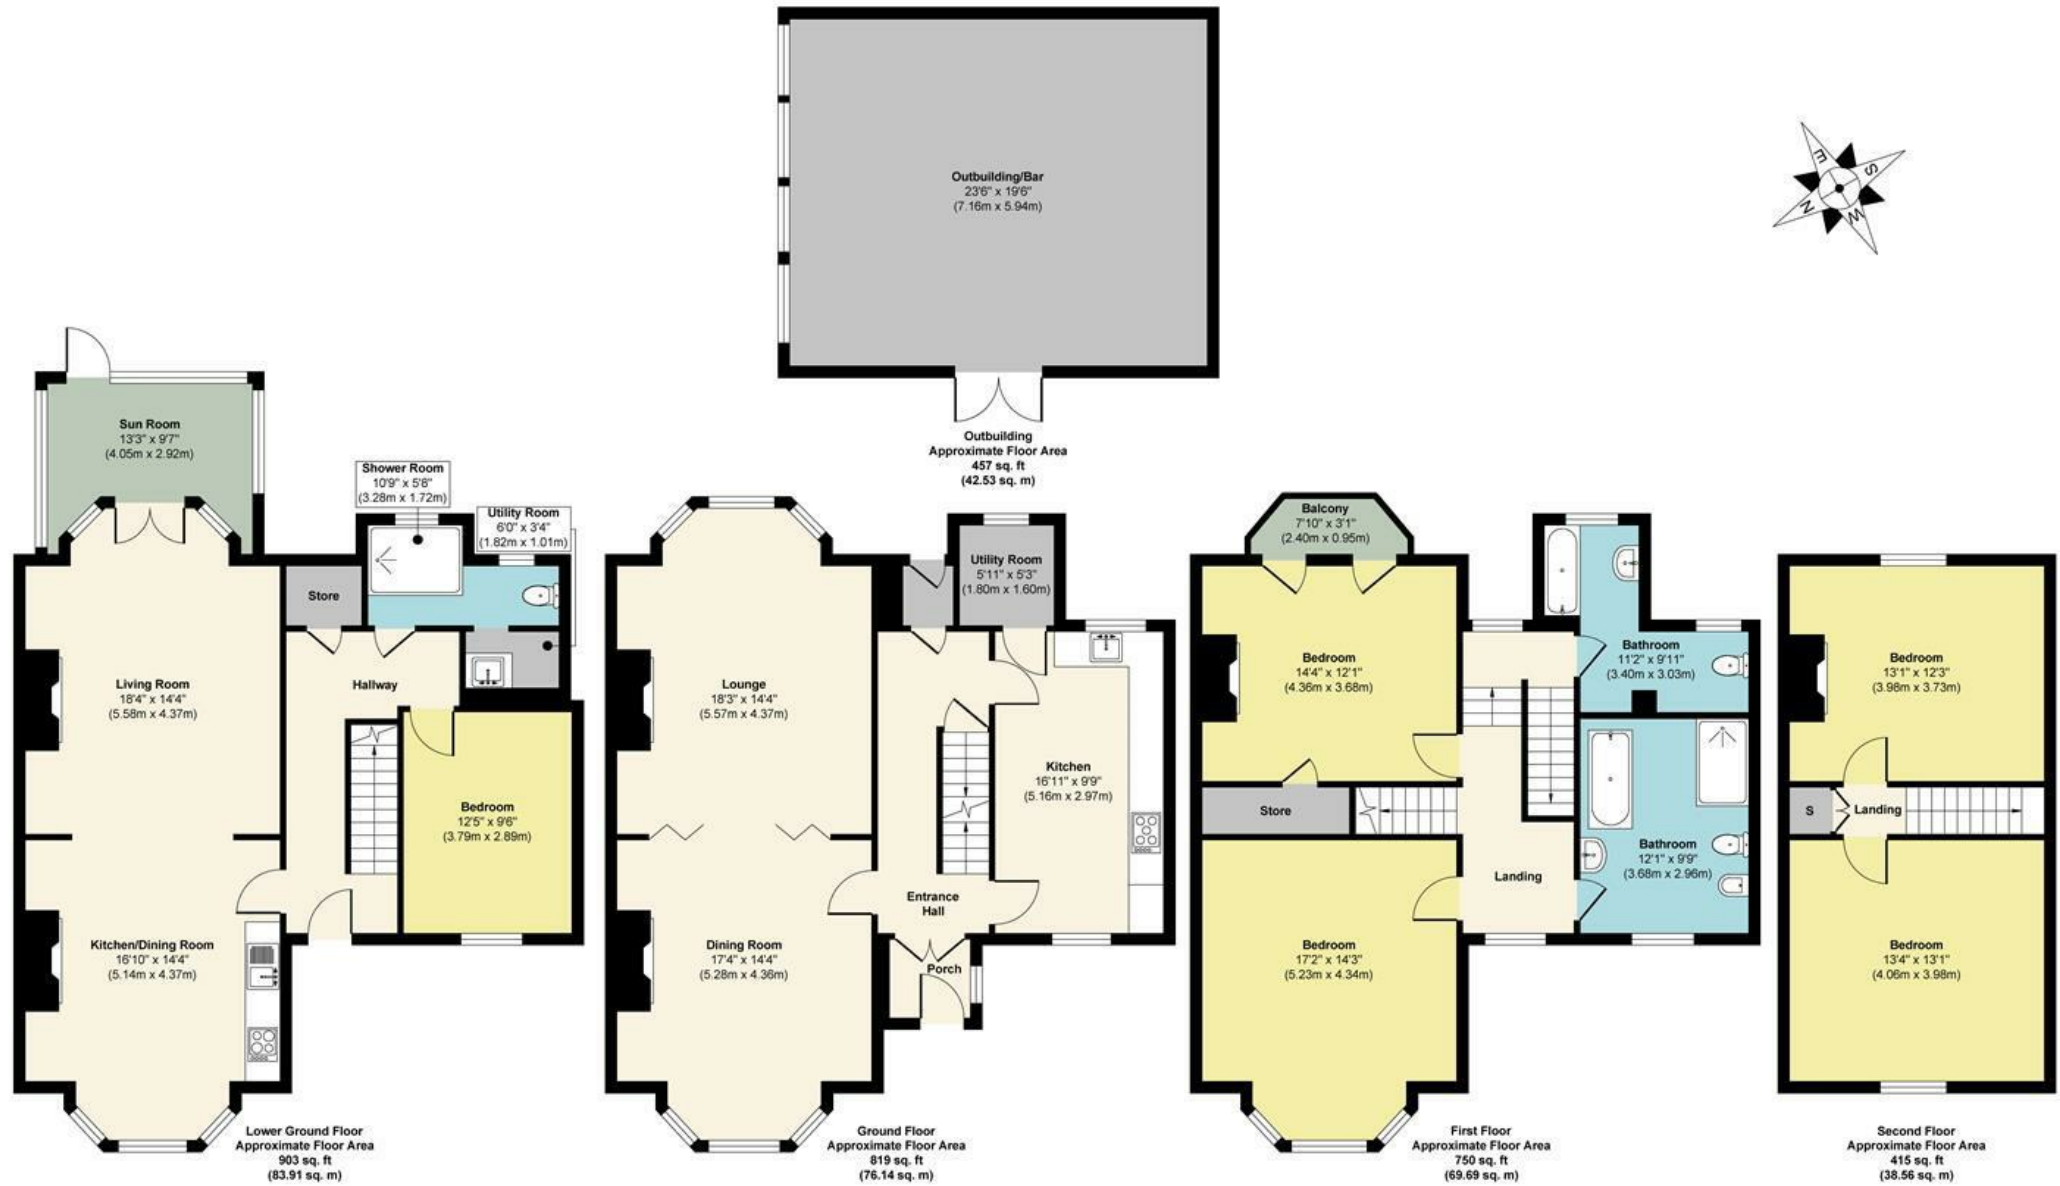 Outbuilding/Bar
23'6" x 19'6"
(7.16m x 5.94m)
E
S
N
W
Outbuilding
Approximate Floor Area
457 sq. ft
(42.53 sq. m)
Sun Room
13'3" x 9'7"
(4.05m x 2.92m)
Shower Room
10'9" x 5'8"
(3.28m x 1.72m)
Utility Room
6'0" x 3'4"
(1.82m x 1.01m)
Store
Hallway
Living Room
18'4" x 14'4"
(5.58m x 4.37m)
Bedroom
12'5" x 9'6"
(3.79m x 2.89m)
Kitchen/Dining Room
16'10" x 14'4"
(5.14m x 4.37m)
Lower Ground Floor
Approximate Floor Area
903 sq. ft
(83.91 sq. m)
Utility Room
5'11" x 5'3"
(1.80m x 1.60m)
Lounge
18'3" x 14'4"
(5.57m x 4.37m)
Kitchen
16'11" x 9'9"
(5.16m x 2.97m)
Entrance
Hall
Dining Room
17'4" x 14'4"
(5.28m x 4.36m)
Porch
Ground Floor
Approximate Floor Area
819 sq. ft
(76.14 sq. m)
Balcony
7'10" x 3'1"
(2.40m x 0.95m)
Bedroom
14'4" x 12'1"
(4.36m x 3.68m)
Bathroom
11'2" x 9'11"
(3.40m x 3.03m)
Store
Bathroom
12'1" x 9'9"
(3.68m x 2.96m)
Landing
Bedroom
17'2" x 14'3"
(5.23m x 4.34m)
First Floor
Approximate Floor Area
750 sq. ft
(69.69 sq. m)
Bedroom
13'1" x 12'3"
(3.98m x 3.73m)
S
Landing
Bedroom
13'4" x 13'1"
(4.06m x 3.98m)
Second Floor
Approximate Floor Area
415 sq. ft
(38.56 sq. m)